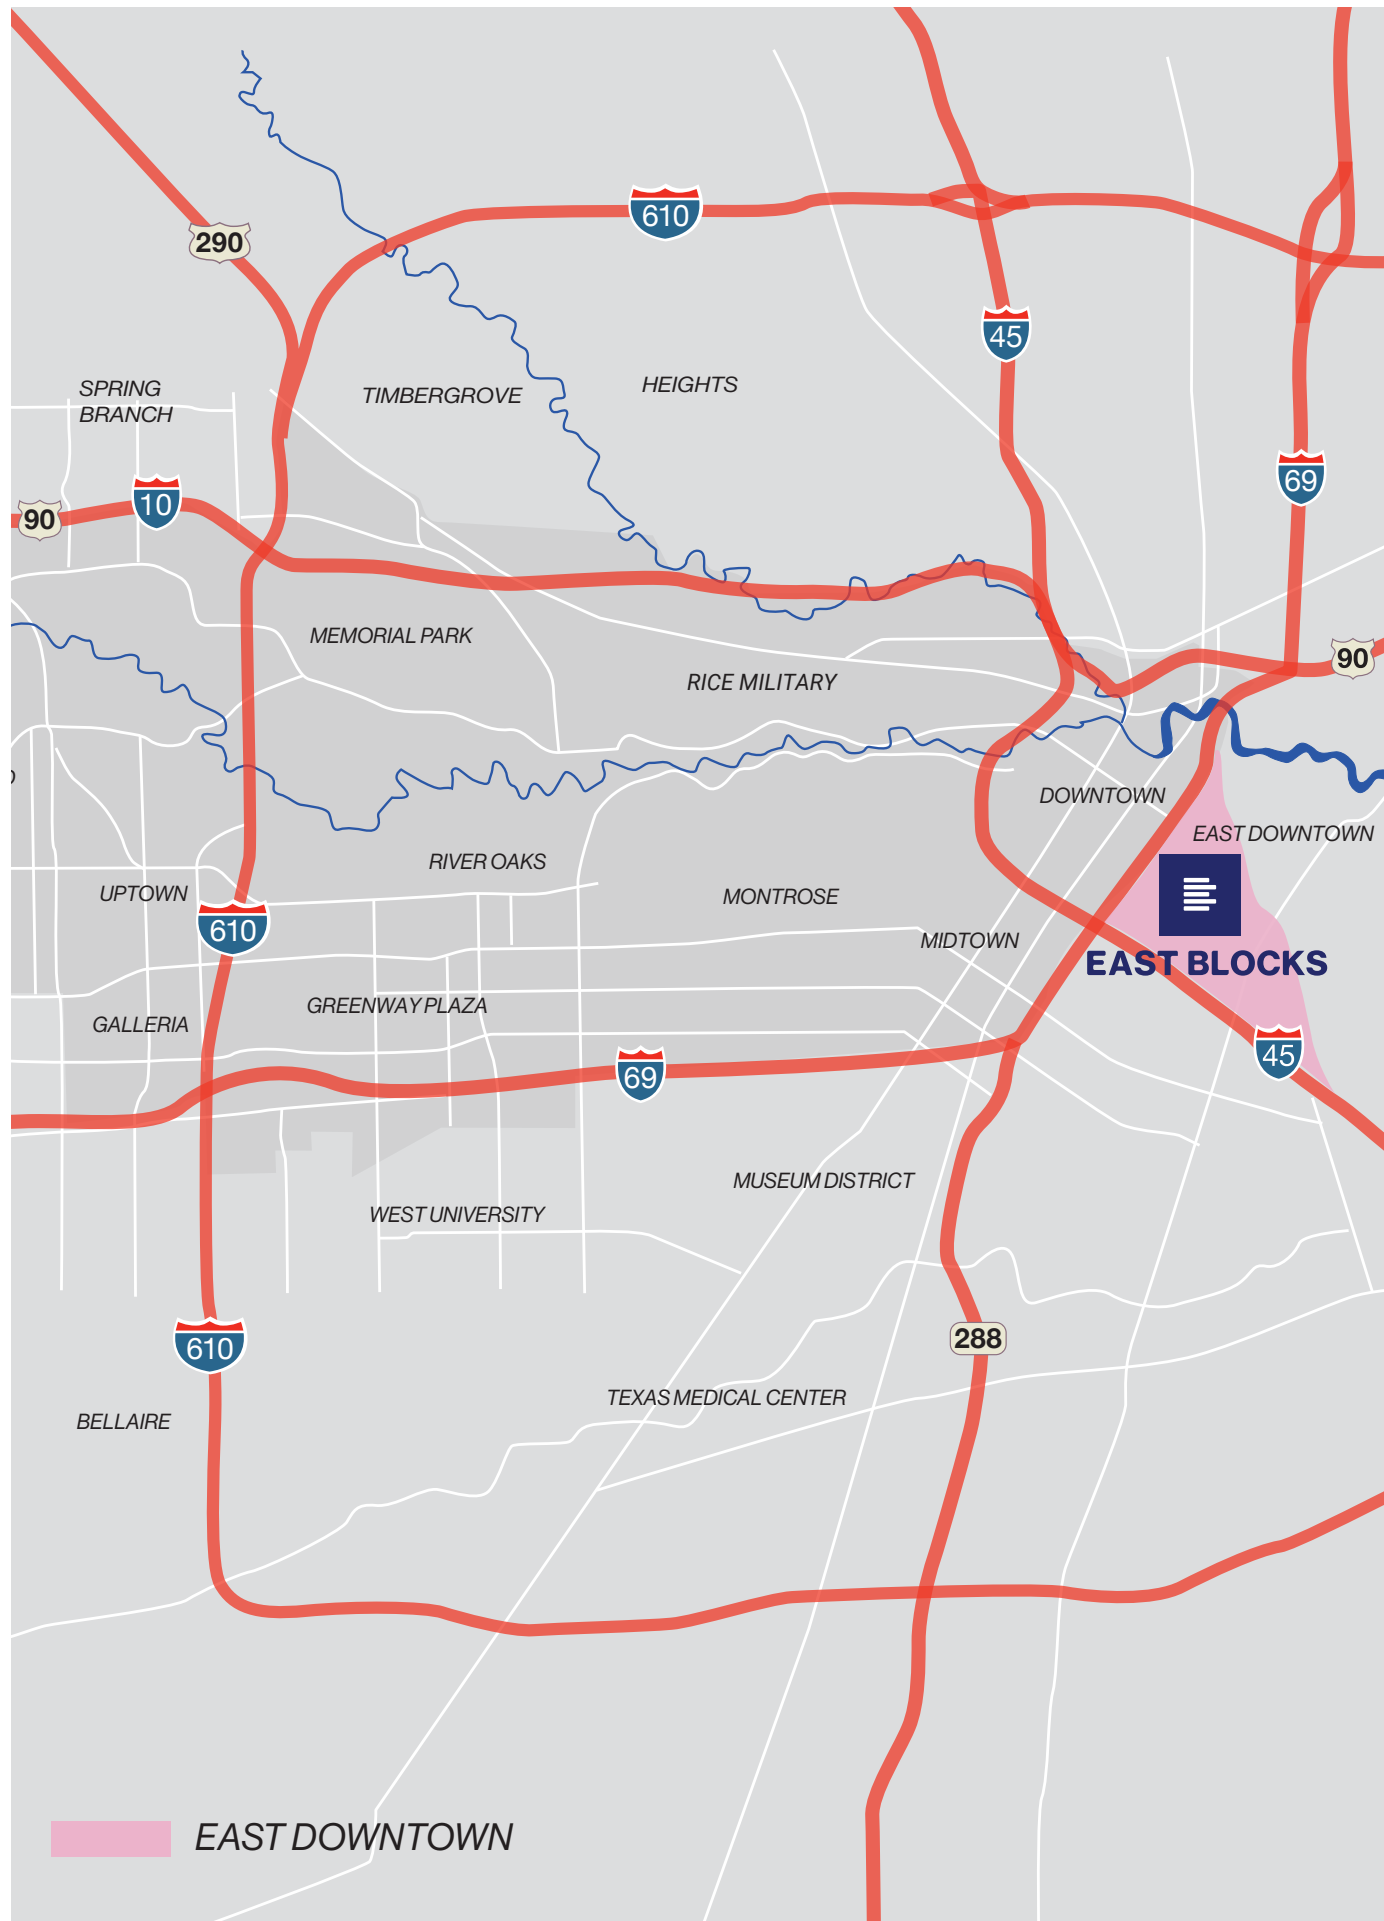 610
290
45
SPRING
BRANCH
TIMBERGROVE
HEIGHTS
69
10
90
MEMORIAL PARK
RICE MILITARY
90
DOWNTOWN
EAST DOWNTOWN
RIVER OAKS
UPTOWN
MONTROSE
610
MIDTOWN
EAST BLOCKS
GREENWAY PLAZA
GALLERIA
45
69
MUSEUM DISTRICT
WEST UNIVERSITY
288
610
TEXAS MEDICAL CENTER
BELLAIRE
EAST DOWNTOWN